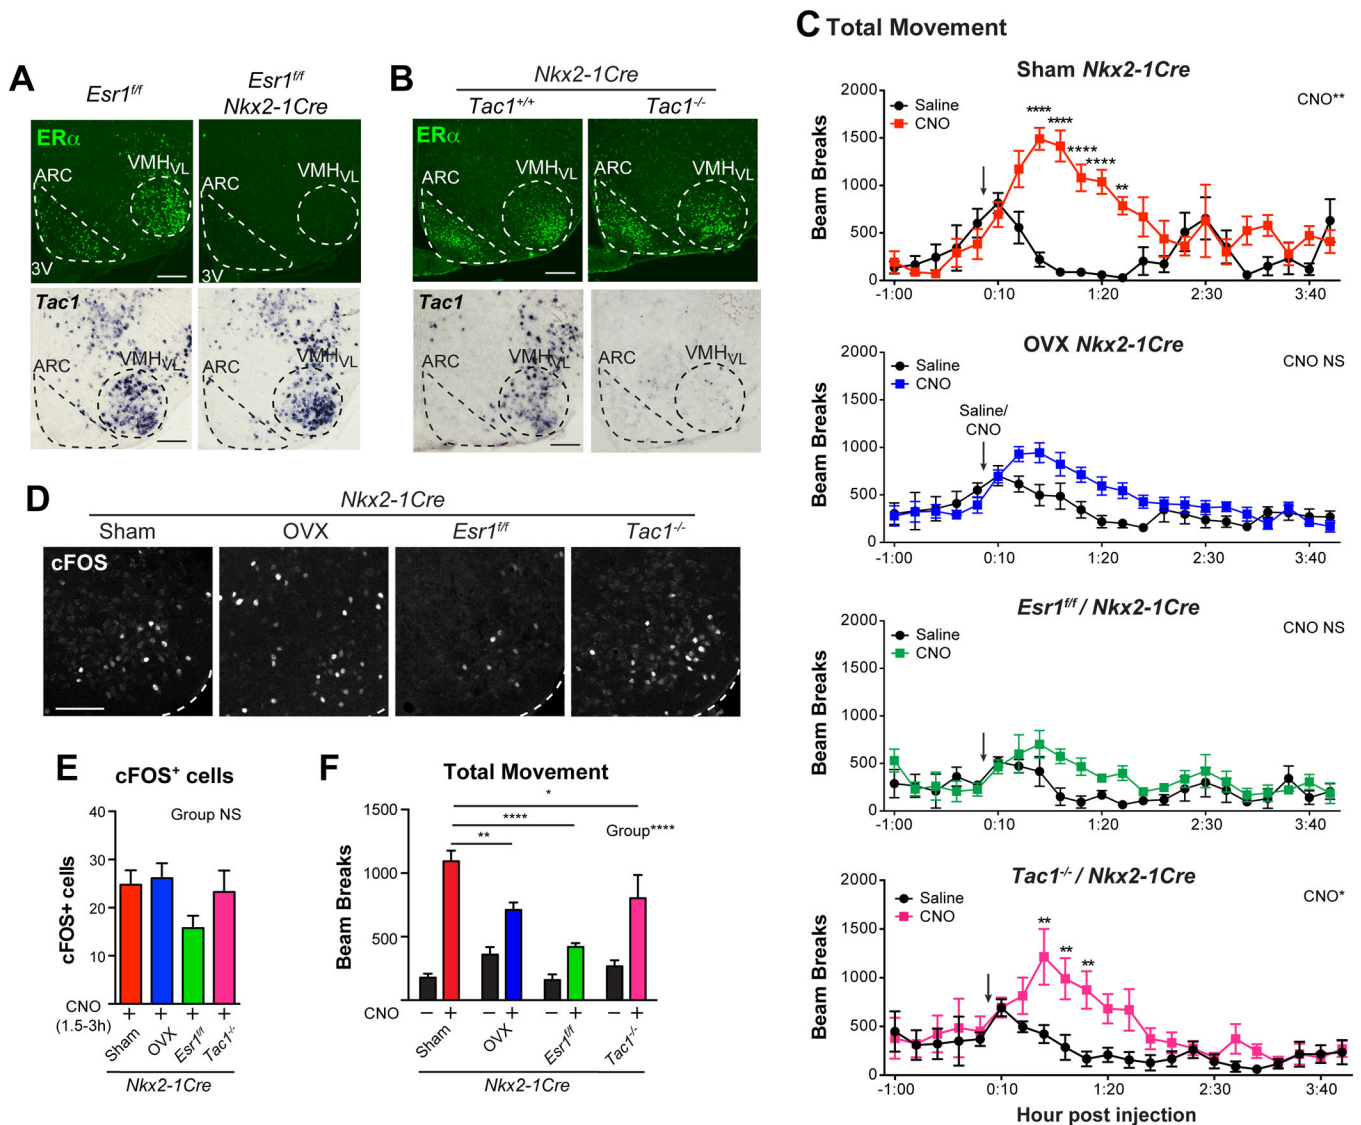 A
Esr1f/f
Esr1f/f
Nkx2-1Cre
ERα
VMHVL
ARC
3V
VMHVL
ARC
3V
Tac1
ARC
VMHVL
ARC
VMHVL
B
Nkx2-1Cre
Tac1+/+
Tac1-/-
ERα
ARC
VMHVL
ARC
VMHVL
Tac1
ARC
VMHVL
ARC
VMHVL
C Total Movement
Sham Nkx2-1Cre
2000
1500
1000
500
0
Beam Breaks
Saline
CNO
CNO**
****
****
****
****
**
-1:00
0:10
1:20
2:30
3:40
OVX Nkx2-1Cre
2000
1500
1000
500
0
Beam Breaks
Saline
CNO
CNO NS
Saline/
CNO
-1:00
0:10
1:20
2:30
3:40
Esr1f/f / Nkx2-1Cre
2000
1500
1000
500
0
Beam Breaks
Saline
CNO
CNO NS
-1:00
0:10
1:20
2:30
3:40
Tac1-/- / Nkx2-1Cre
2000
1500
1000
500
0
Beam Breaks
Saline
CNO
CNO*
**
**
**
-1:00
0:10
1:20
2:30
3:40
Hour post injection
D
Nkx2-1Cre
Sham
OVX
Esr1f/f
Tac1-/-
cFOS
E
cFOS+ cells
Group NS
40
30
20
10
cFOS+ cells
CNO
(1.5-3h)
+
+
+
+
Sham
OVX
Esr1f/f
Tac1-/-
Nkx2-1Cre
F
Total Movement
1500
1000
500
Beam Breaks
*
****
**
Group****
CNO
−
+
−
+
−
+
−
+
Sham
OVX
Esr1f/f
Tac1-/-
Nkx2-1Cre